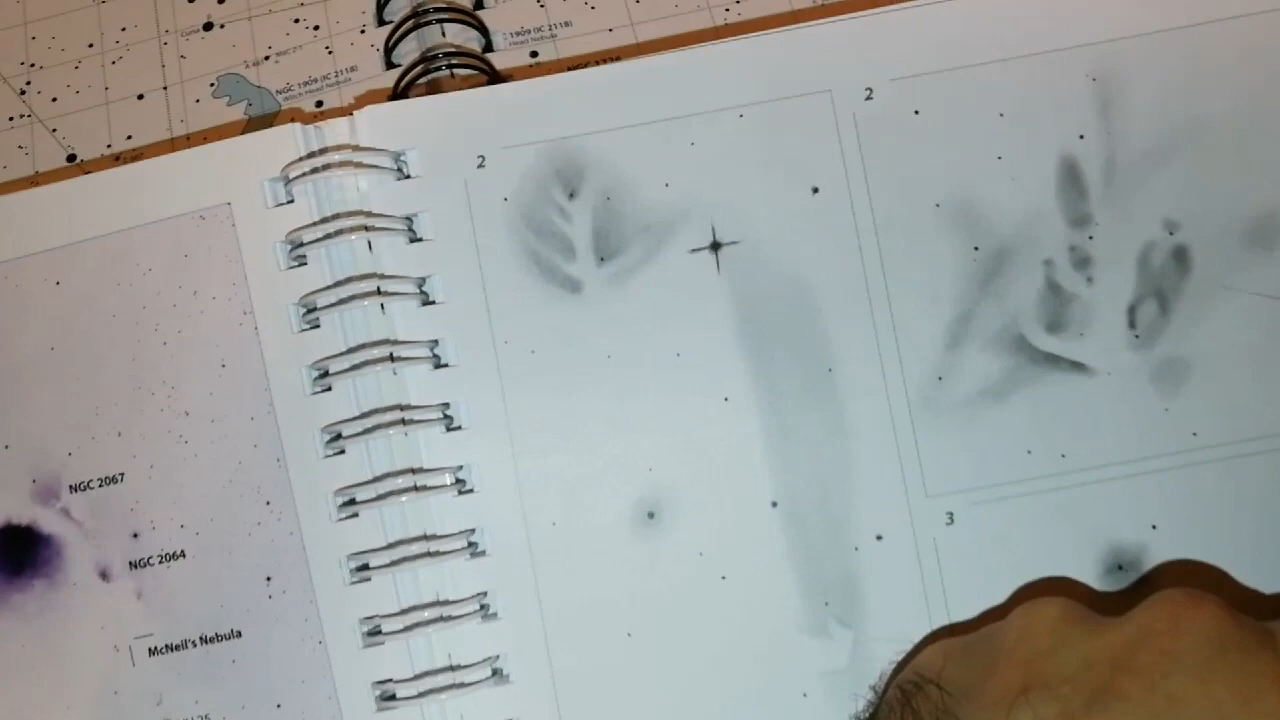 1909 (IC 2118)
Head Nebula
NGC 1909 (IC 2118)
Witch Head Nebula
2
2
NGC 2067
NGC 2064
3
McNeil's Nebula